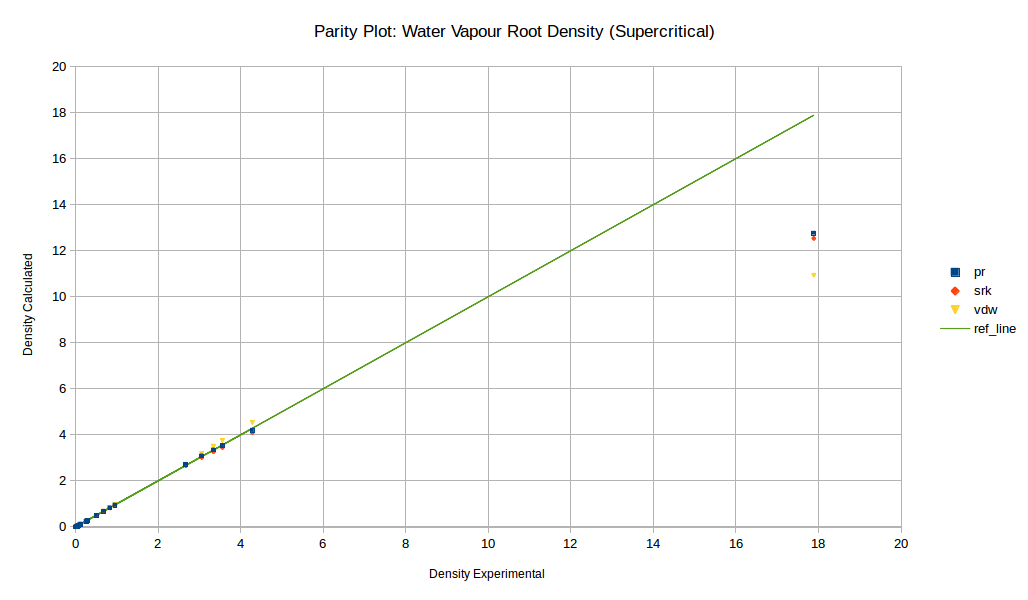 Parity Plot: Water Vapour Root Density (Supercritical)
20
18
16
14
12
10
8
6
4
2
0
Density Calculated
0 2 4 6 8 10 12 14 16 18 20
Density Experimental
pr
srk
vdw
ref_line